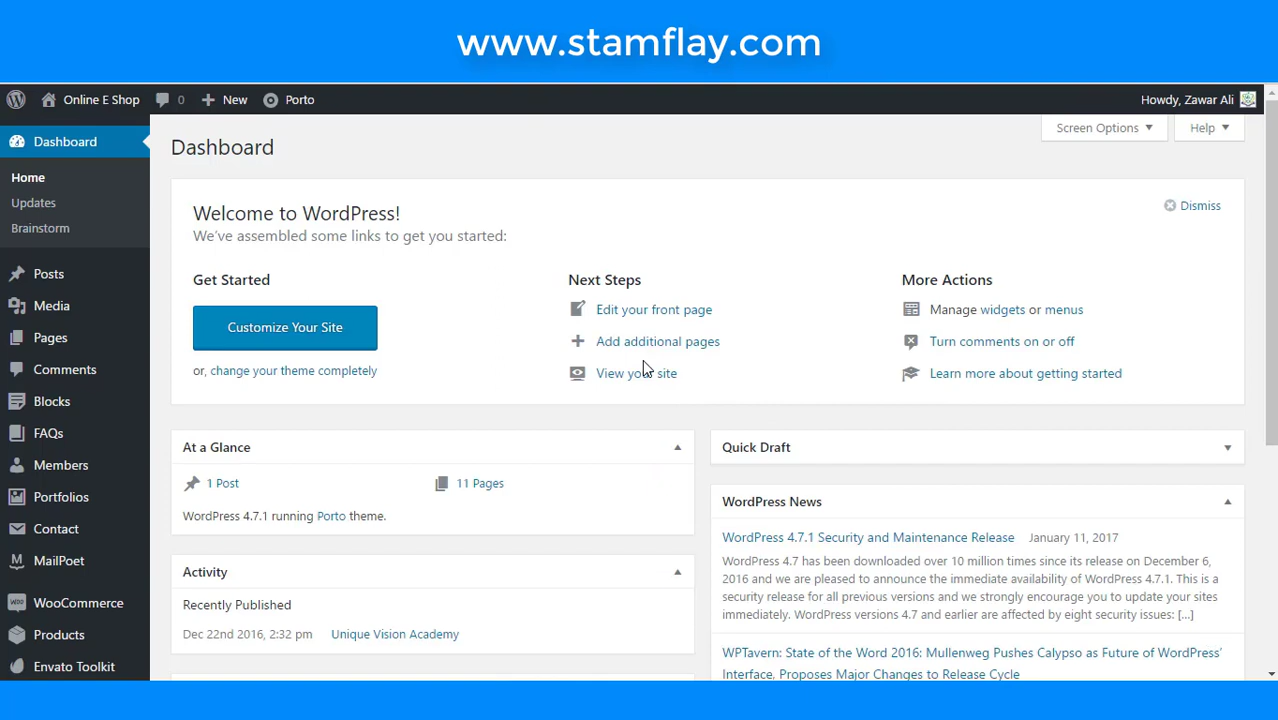 www.stamflay.com
Online E Shop 0 New Porto Howdy, Zawar Ali
Dashboard
Home
Updates
Brainstorm
Posts
Media
Pages
Comments
Blocks
FAQs
Members
Portfolios
Contact
MailPoet
WooCommerce
Products
Envato Toolkit
Screen Options Help
Dashboard
Welcome to WordPress!
Dismiss
We've assembled some links to get you started:
Get Started
Customize Your Site
or, change your theme completely
Next Steps
Edit your front page
Add additional pages
View your site
More Actions
Manage widgets or menus
Turn comments on or off
Learn more about getting started
At a Glance
1 Post 11 Pages
WordPress 4.7.1 running Porto theme.
Activity
Recently Published
Dec 22nd 2016, 2:32 pm Unique Vision Academy
Quick Draft
WordPress News
WordPress 4.7.1 Security and Maintenance Release January 11, 2017
WordPress 4.7 has been downloaded over 10 million times since its release on December 6,
2016 and we are pleased to announce the immediate availability of WordPress 4.7.1. This is a
security release for all previous versions and we strongly encourage you to update your sites
immediately. WordPress versions 4.7 and earlier are affected by eight security issues: […]
WPTavern: State of the Word 2016: Mullenweg Pushes Calypso as Future of WordPress'
Interface, Proposes Major Changes to Release Cycle